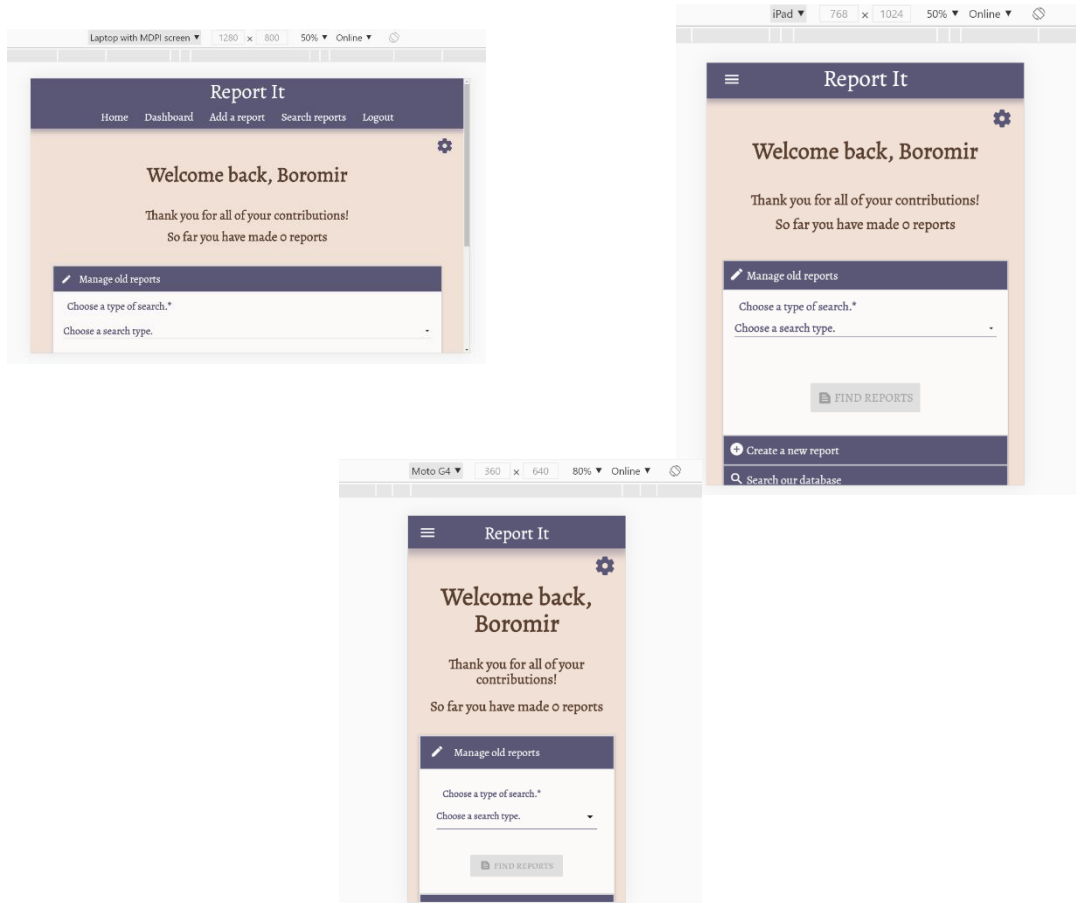 Laptop with MDPI screen ▼ 1280 x 800 50% ▼ Online ▼
Report It
Home Dashboard Add a report Search reports Logout
Welcome back, Boromir
Thank you for all of your contributions!
So far you have made 0 reports
Manage old reports
Choose a type of search.*
Choose a search type.
iPad ▼ 768 x 1024 50% ▼ Online ▼
Report It
Welcome back, Boromir
Thank you for all of your contributions!
So far you have made 0 reports
Manage old reports
Choose a type of search.*
Choose a search type.
FIND REPORTS
Create a new report
Search our database
Moto G4 ▼ 360 x 640 80% ▼ Online ▼
Report It
Welcome back,
Boromir
Thank you for all of your
contributions!
So far you have made 0 reports
Manage old reports
Choose a type of search.*
Choose a search type.
FIND REPORTS